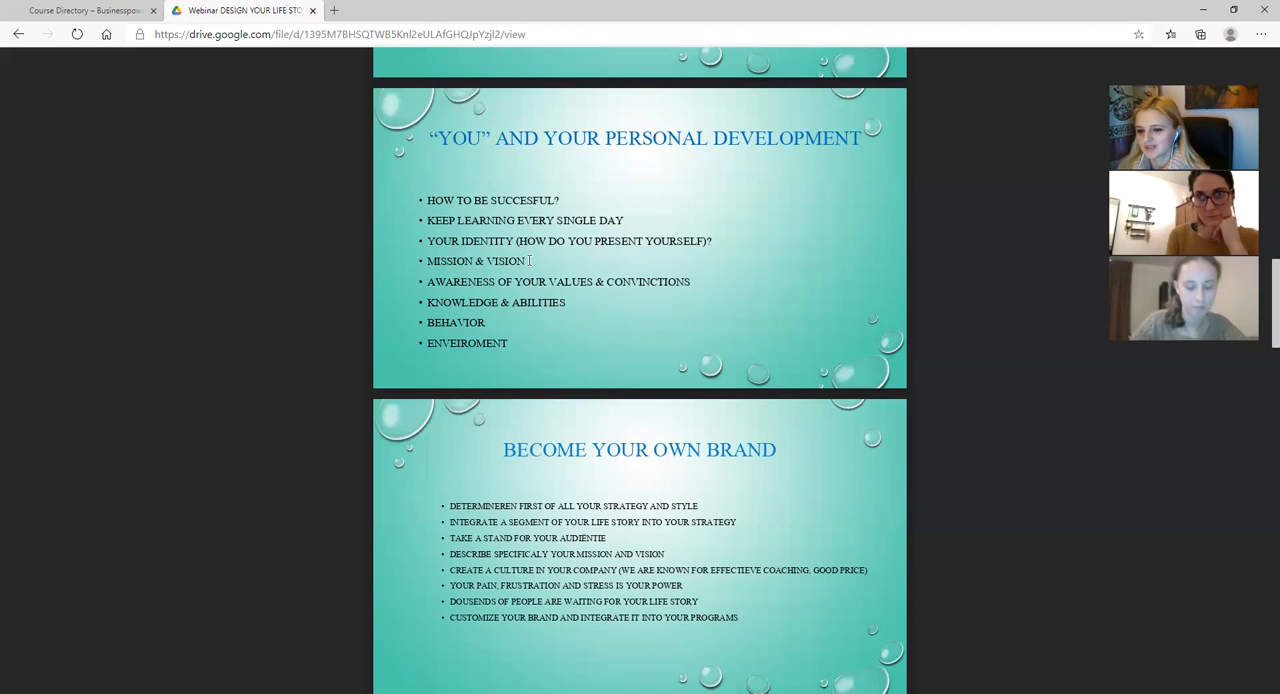 Course Directory – Businesspow
Webinar DESIGN YOUR LIFE STO
https://drive.google.com/file/d/1395M7BHSQTWB5KnI2eULAfGHQJpYzjl2/view
“YOU” AND YOUR PERSONAL DEVELOPMENT
• HOW TO BE SUCCESFUL?
• KEEP LEARNING EVERY SINGLE DAY
• YOUR IDENTITY (HOW DO YOU PRESENT YOURSELF)?
• MISSION & VISION
• AWARENESS OF YOUR VALUES & CONVINCTIONS
• KNOWLEDGE & ABILITIES
• BEHAVIOR
• ENVEIROMENT
BECOME YOUR OWN BRAND
• DETERMINEREN FIRST OF ALL YOUR STRATEGY AND STYLE
• INTEGRATE A SEGMENT OF YOUR LIFE STORY INTO YOUR STRATEGY
• TAKE A STAND FOR YOUR AUDIËNTIE
• DESCRIBE SPECIFICALY YOUR MISSION AND VISION
• CREATE A CULTURE IN YOUR COMPANY (WE ARE KNOWN FOR EFFECTIEVE COACHING, GOOD PRICE)
• YOUR PAIN, FRUSTRATION AND STRESS IS YOUR POWER
• DOUSENDS OF PEOPLE ARE WAITING FOR YOUR LIFE STORY
• CUSTOMIZE YOUR BRAND AND INTEGRATE IT INTO YOUR PROGRAMS